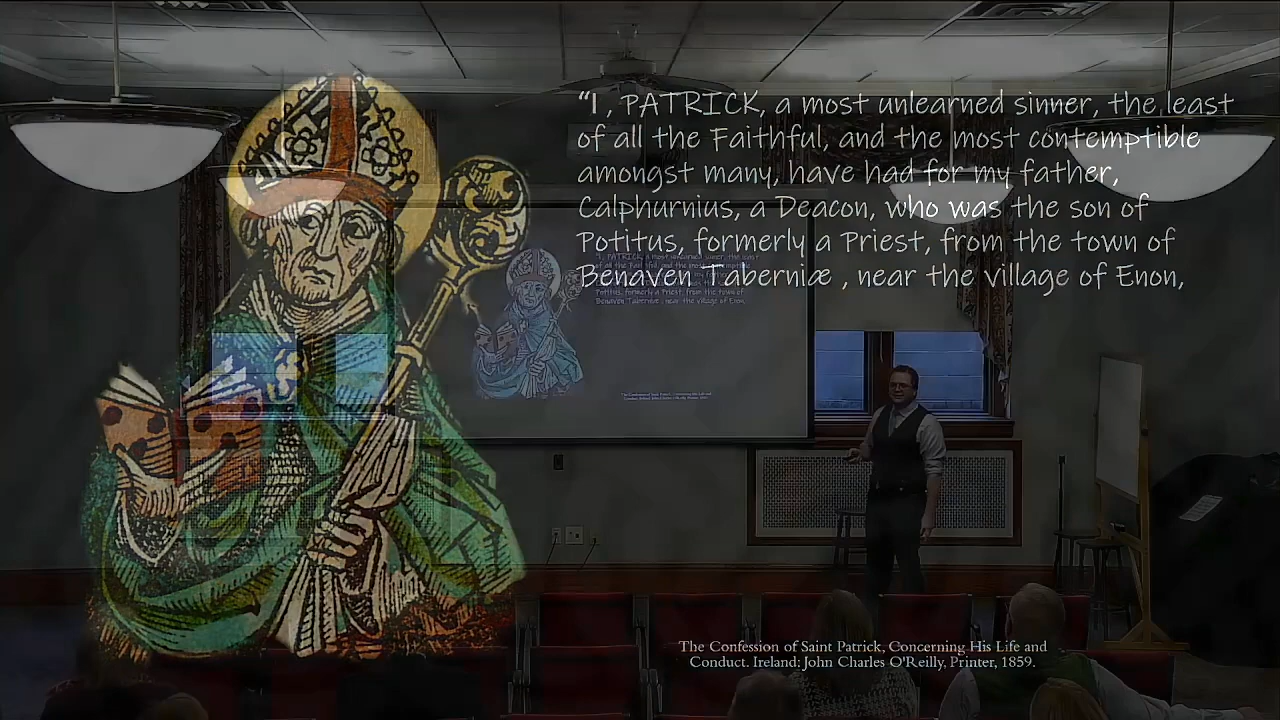 “I, PATRICK, a most unlearned sinner, the least
of all the Faithful, and the most contemptible
amongst many, have had for my father,
Calphurnius, a Deacon, who was the son of
Potitus, formerly a Priest, from the town of
Benaven Taberniæ , near the village of Enon,
The Confession of Saint Patrick, Concerning His Life and
Conduct. Ireland: John Charles O'Reilly, Printer, 1859.